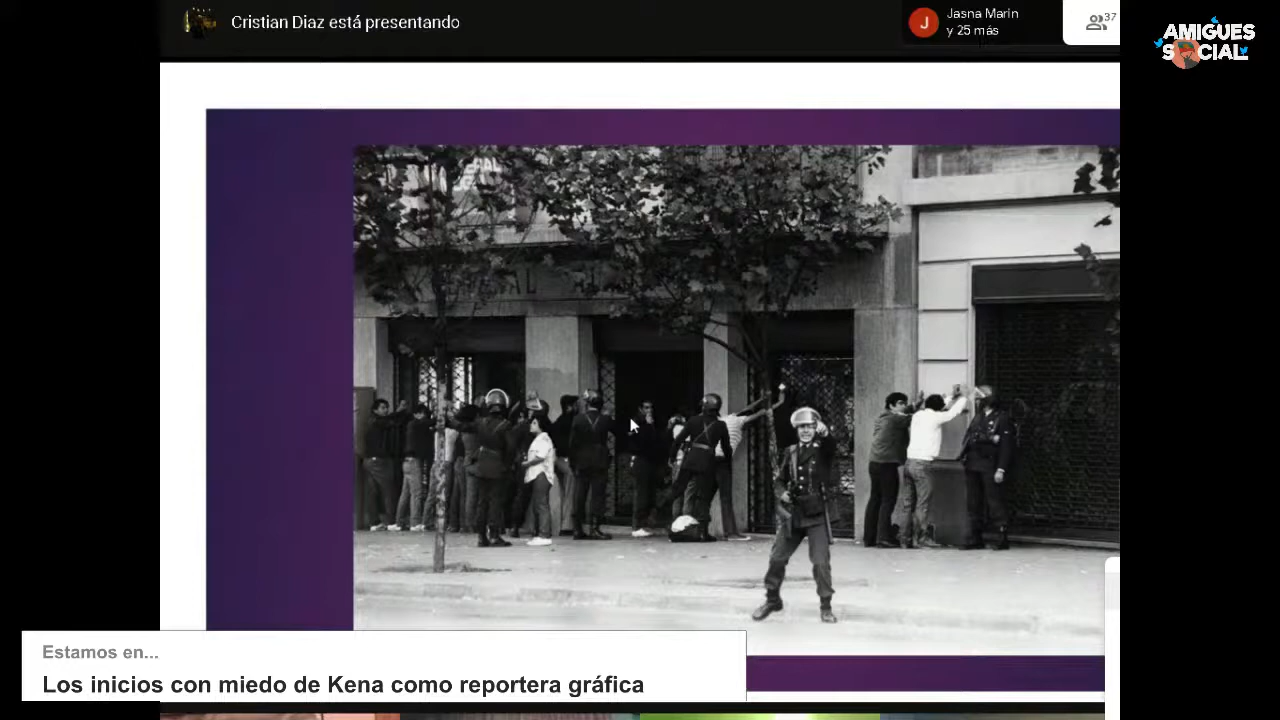 Cristian Diaz está presentando
J
Jasna Marin
y 25 más
37
AMIGUES
SOCIAL
Estamos en...
Los inicios con miedo de Kena como reportera gráfica